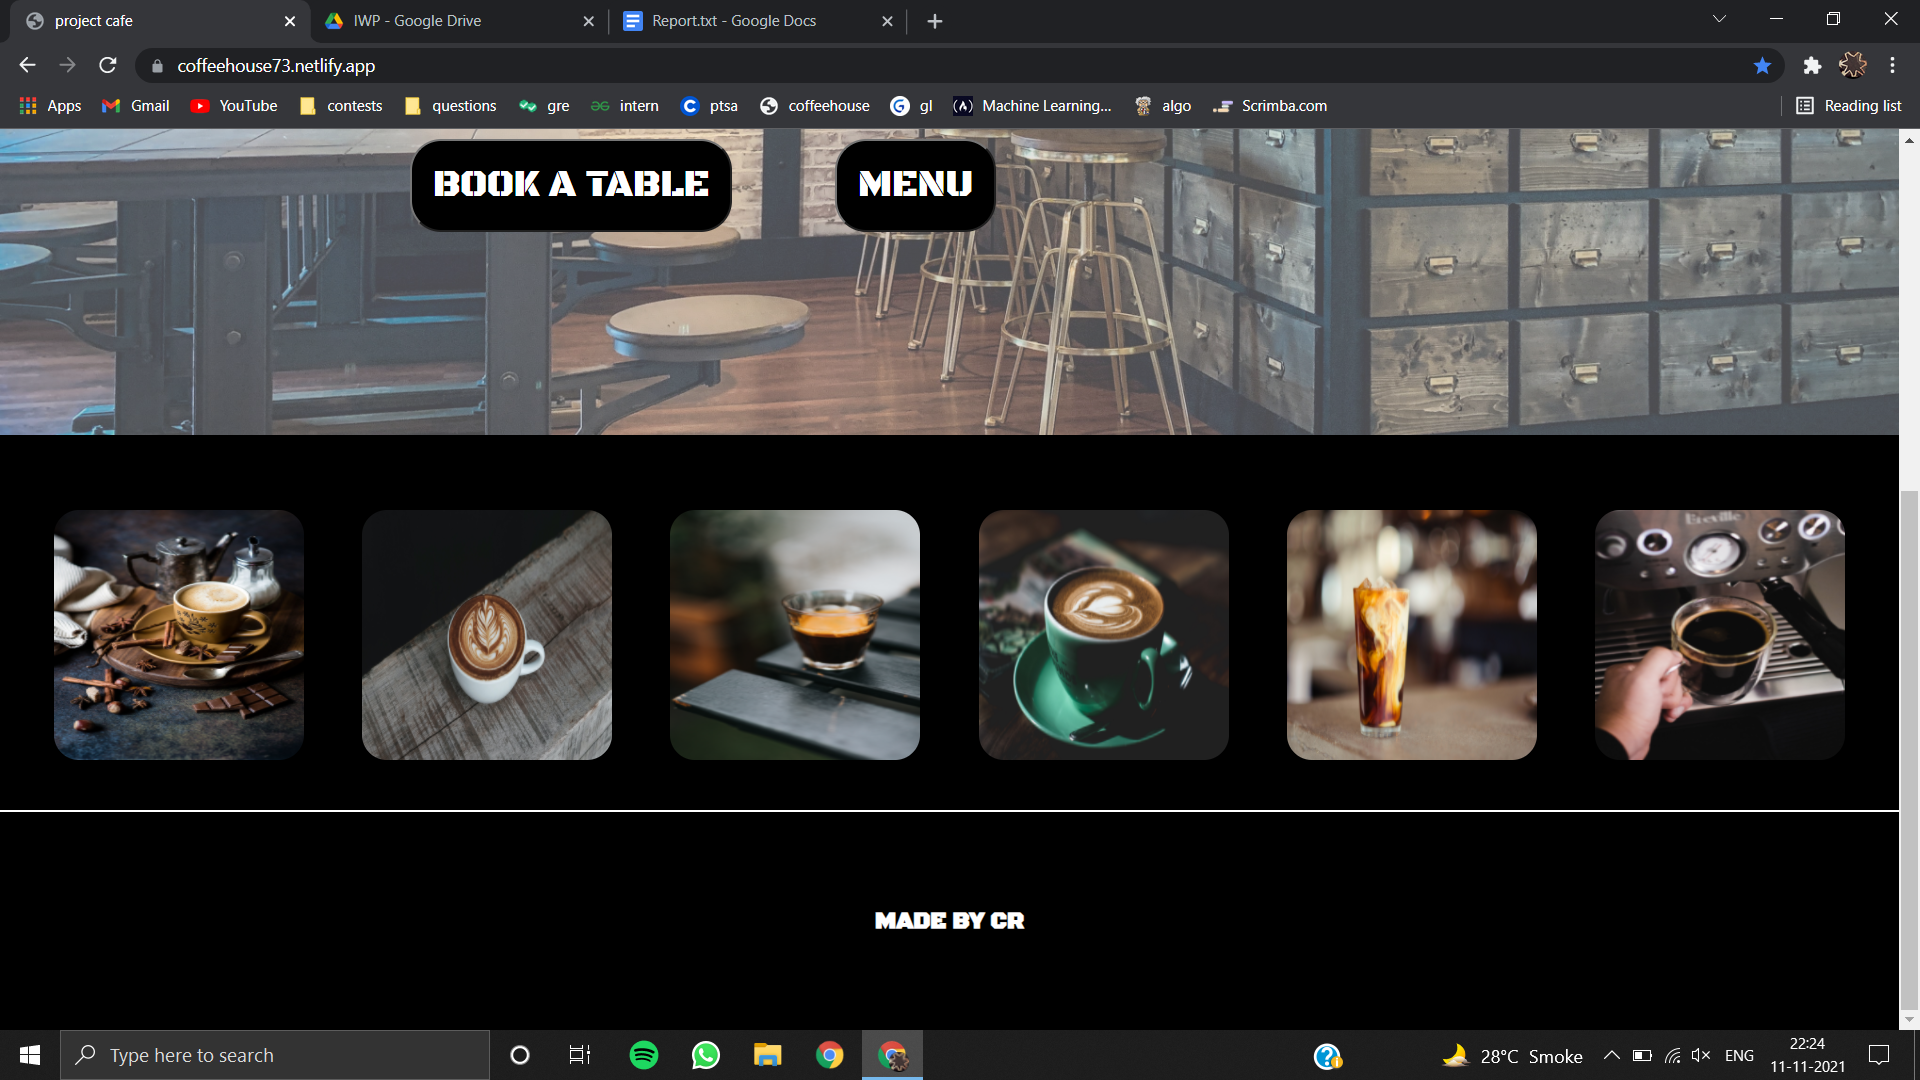 project cafe
IWP - Google Drive
Report.txt - Google Docs
coffeehouse73.netlify.app
Apps
Gmail
YouTube
contests
questions
gre
intern
ptsa
coffeehouse
gl
Machine Learning...
algo
Scrimba.com
Reading list
BOOK A TABLE
MENU
Breville
MADE BY CR
Type here to search
28°C Smoke
ENG
22:24
11-11-2021